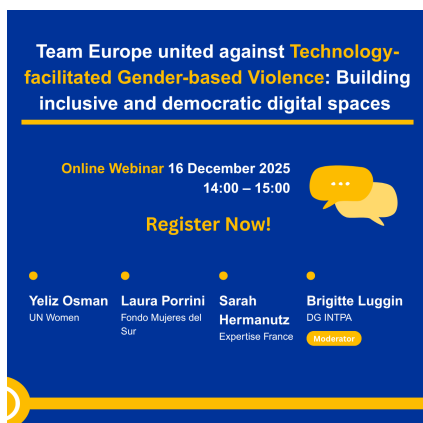 Team Europe united against Technology-
facilitated Gender-based Violence: Building
inclusive and democratic digital spaces
Online Webinar 16 December 2025
14:00 – 15:00
Register Now!
Yeliz Osman
UN Women
Laura Porrini
Fondo Mujeres del
Sur
Sarah
Hermanutz
Expertise France
Brigitte Luggin
DG INTPA
Moderator